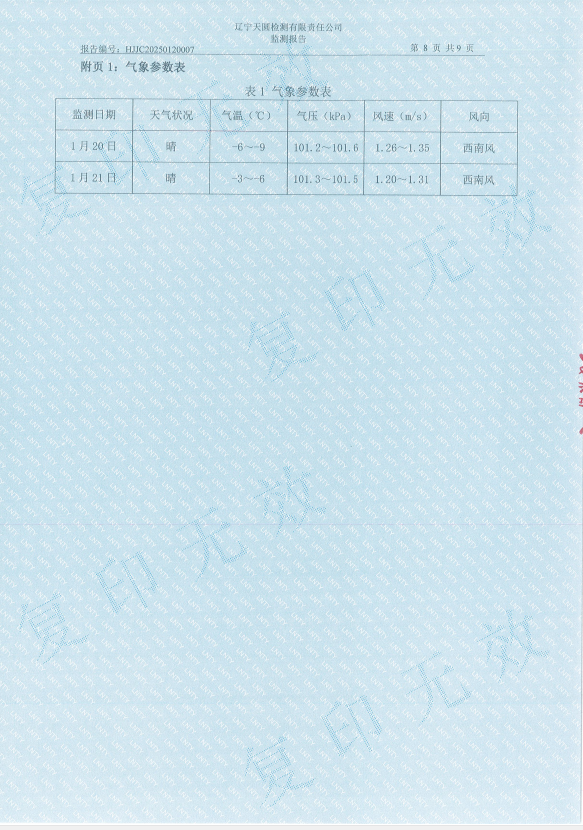 辽宁天圆检测有限责任公司
监测报告
报告编号：HJJC20250120007 第 8 页 共9 页
附页 1：气象参数表
表 1 气象参数表
监测日期 天气状况 气温（℃） 气压（kPa） 风速（m/s） 风向
1 月 20 日 晴 -6～-9 101.2～101.6 1.26～1.35 西南风
1 月 21 日 晴 -3～-6 101.3～101.5 1.20～1.31 西南风
复印无效
复印无效
复印无效
复印无效